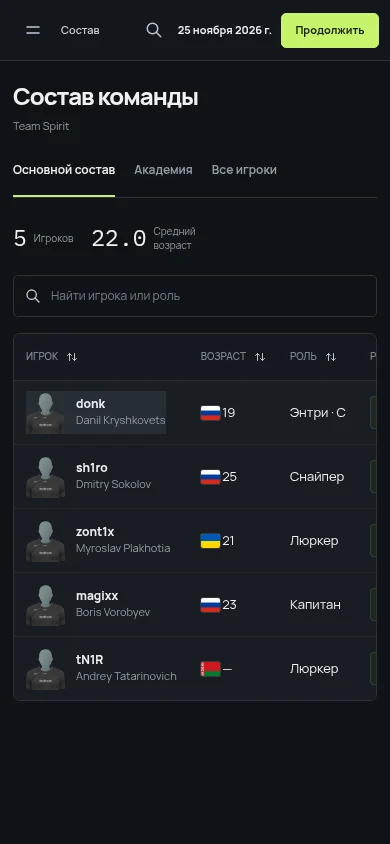 Состав
25 ноября 2026 г.
Продолжить
Состав команды
Team Spirit
Основной состав
Академия
Все игроки
5 Игроков
22.0 Средний
возраст
Найти игрока или роль
ИГРОК
ВОЗРАСТ
РОЛЬ
donk
Danil Kryshkovets
19
Энтри · С
sh1ro
Dmitry Sokolov
25
Снайпер
zont1x
Myroslav Plakhotia
21
Люркер
magixx
Boris Vorobyev
23
Капитан
tN1R
Andrey Tatarinovich
—
Люркер